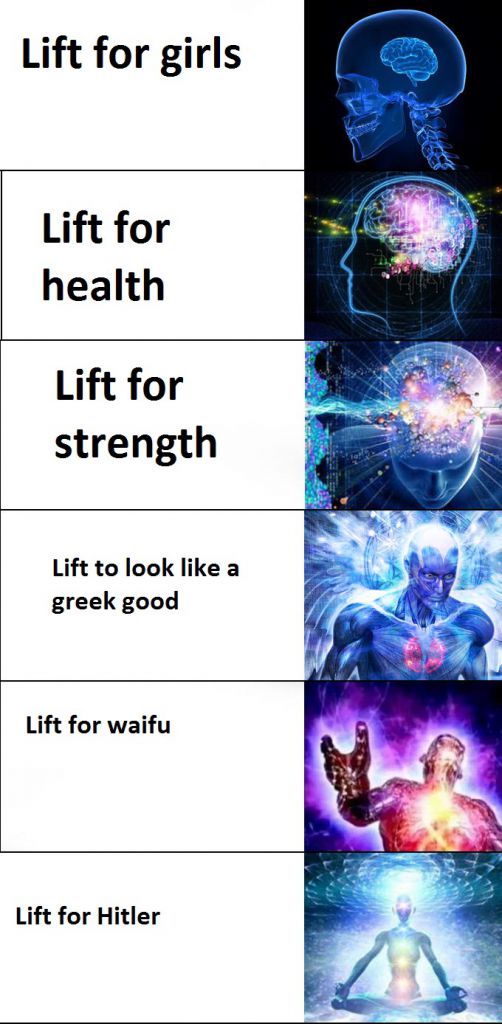 Lift for girls
Lift for
health
Lift for
strength
Lift to look like a
greek good
Lift for waifu
Lift for Hitler